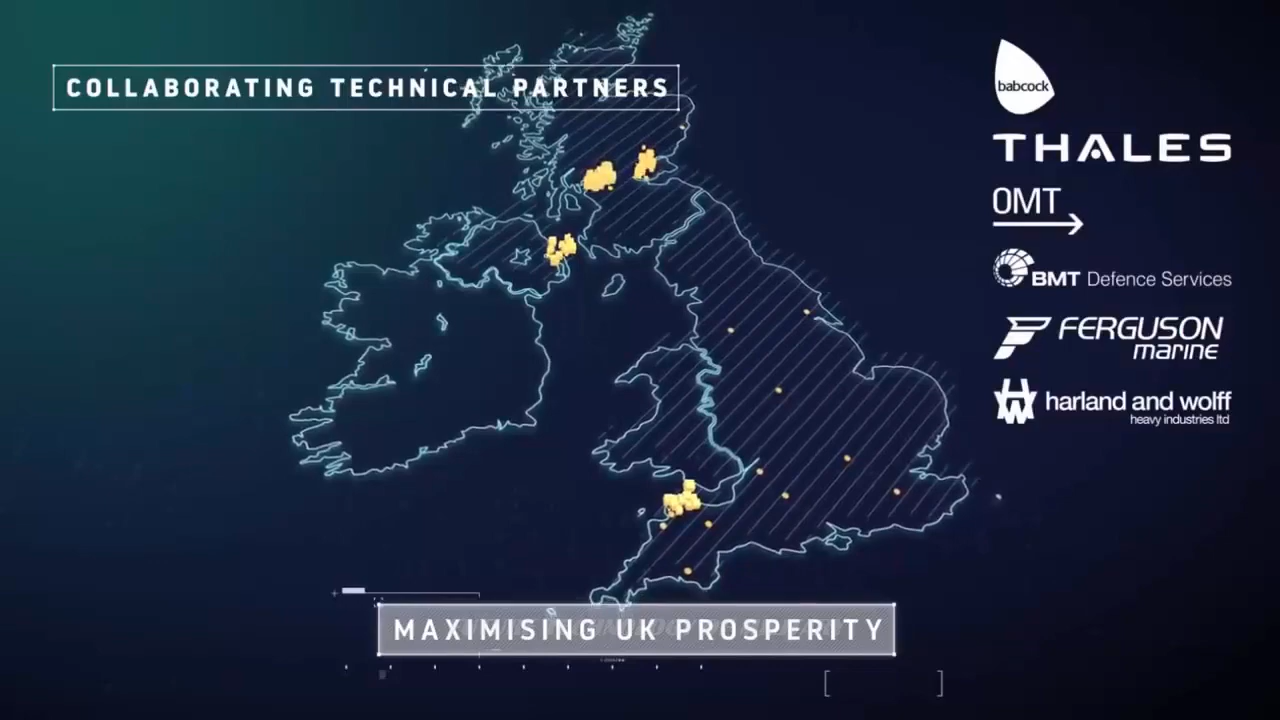 COLLABORATING TECHNICAL PARTNERS
babcock
THALES
OMT
BMT Defence Services
FERGUSON
marine
harland and wolff
heavy industries ltd
MAXIMISING UK PROSPERITY